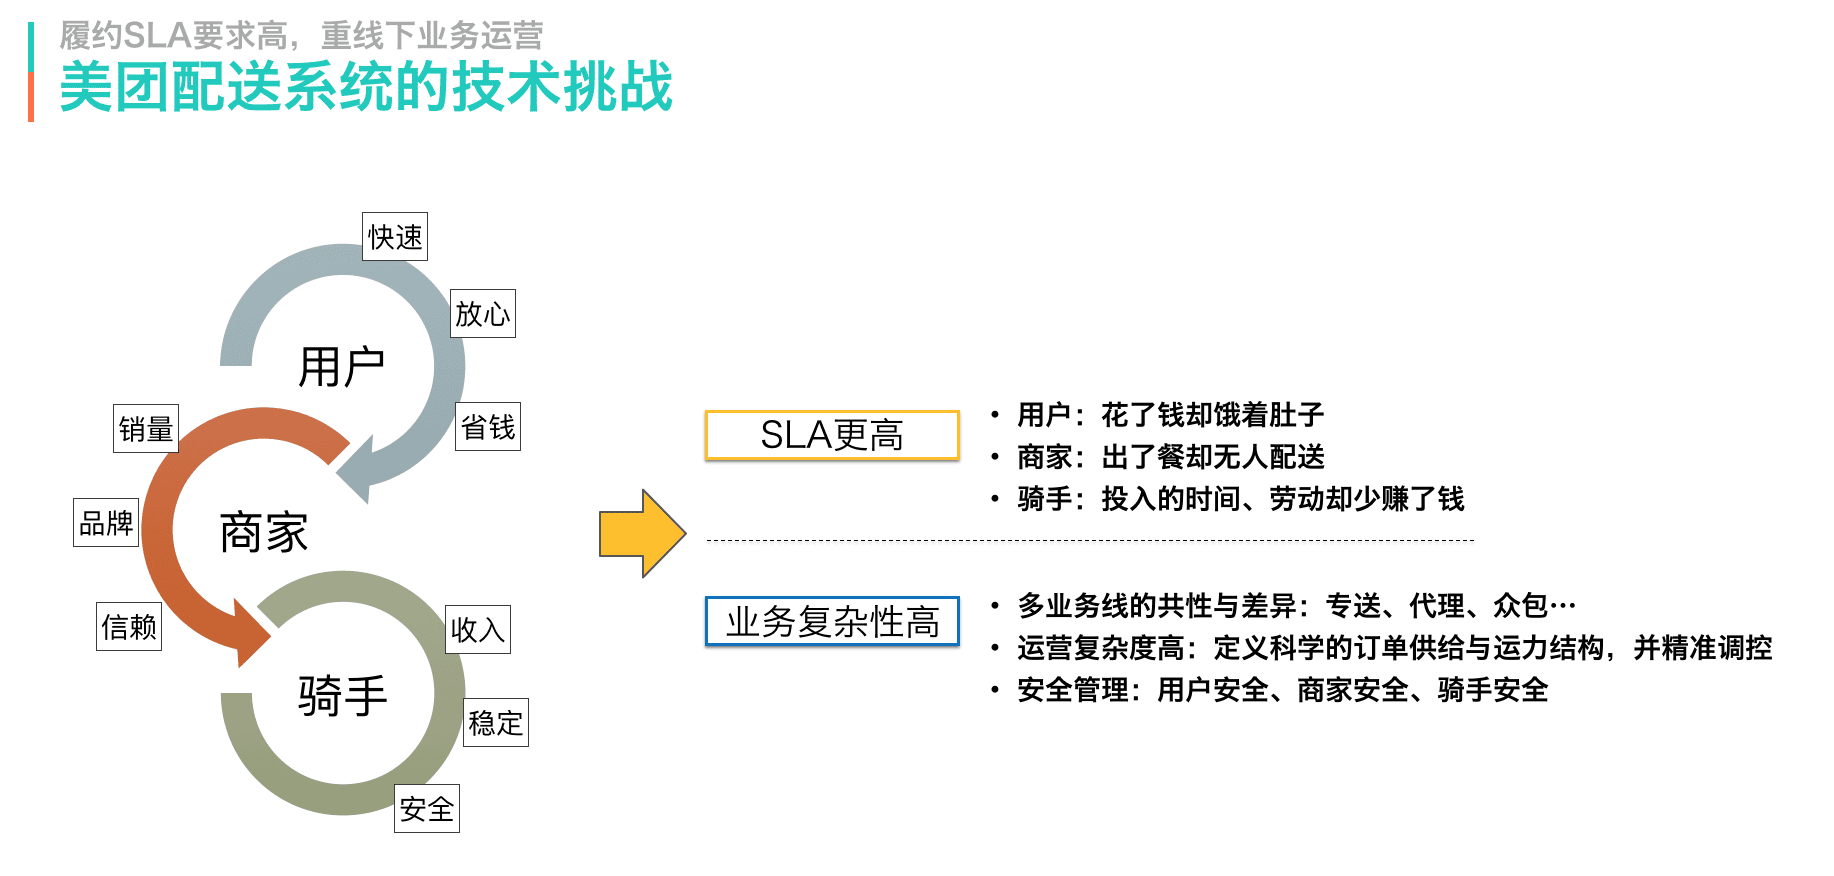 履约SLA要求高，重线下业务运营
美团配送系统的技术挑战
快速
放心
用户
省钱
销量
品牌
商家
信赖
收入
骑手
稳定
安全
SLA更高
• 用户：花了钱却饿着肚子
• 商家：出了餐却无人配送
• 骑手：投入的时间、劳动却少赚了钱
业务复杂性高
• 多业务线的共性与差异：专送、代理、众包…
• 运营复杂度高：定义科学的订单供给与运力结构，并精准调控
• 安全管理：用户安全、商家安全、骑手安全